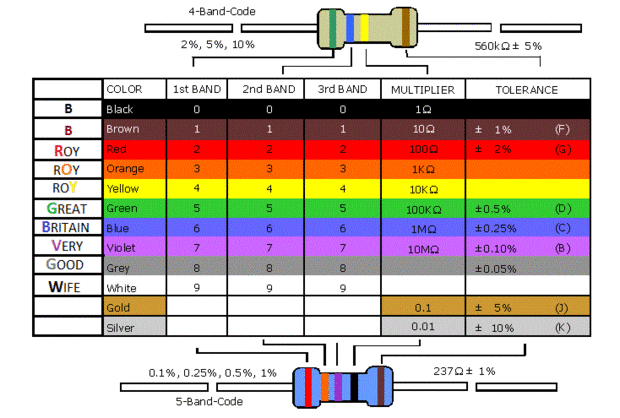 4-Band-Code
2%, 5%, 10%
560kΩ ± 5%
COLOR 1st BAND 2nd BAND 3rd BAND MULTIPLIER TOLERANCE
B Black 0 0 0 1Ω
B Brown 1 1 1 10Ω ± 1% (F)
ROY Red 2 2 2 100Ω ± 2% (G)
ROY Orange 3 3 3 1KΩ
ROY Yellow 4 4 4 10KΩ
GREAT Green 5 5 5 100KΩ ±0.5% (D)
BRITAIN Blue 6 6 6 1MΩ ±0.25% (C)
VERY Violet 7 7 7 10MΩ ±0.10% (B)
GOOD Grey 8 8 8 ±0.05%
WIFE White 9 9 9
Gold 0.1 ± 5% (J)
Silver 0.01 ± 10% (K)
0.1%, 0.25%, 0.5%, 1%
237Ω ± 1%
5-Band-Code